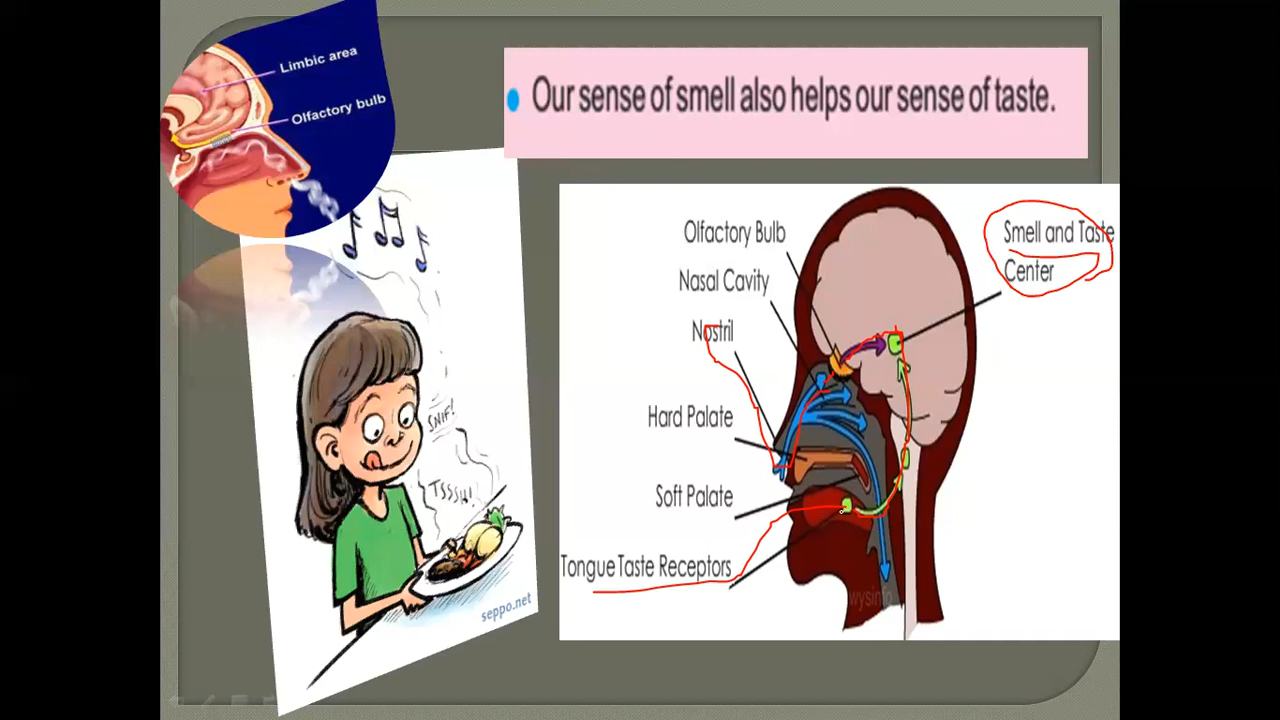 Limbic area
Olfactory bulb
• Our sense of smell also helps our sense of taste.
SNIF!
TSSSH!
seppo.net
Olfactory Bulb
Nasal Cavity
Nostril
Hard Palate
Soft Palate
Tongue Taste Receptors
Smell and Taste
Center